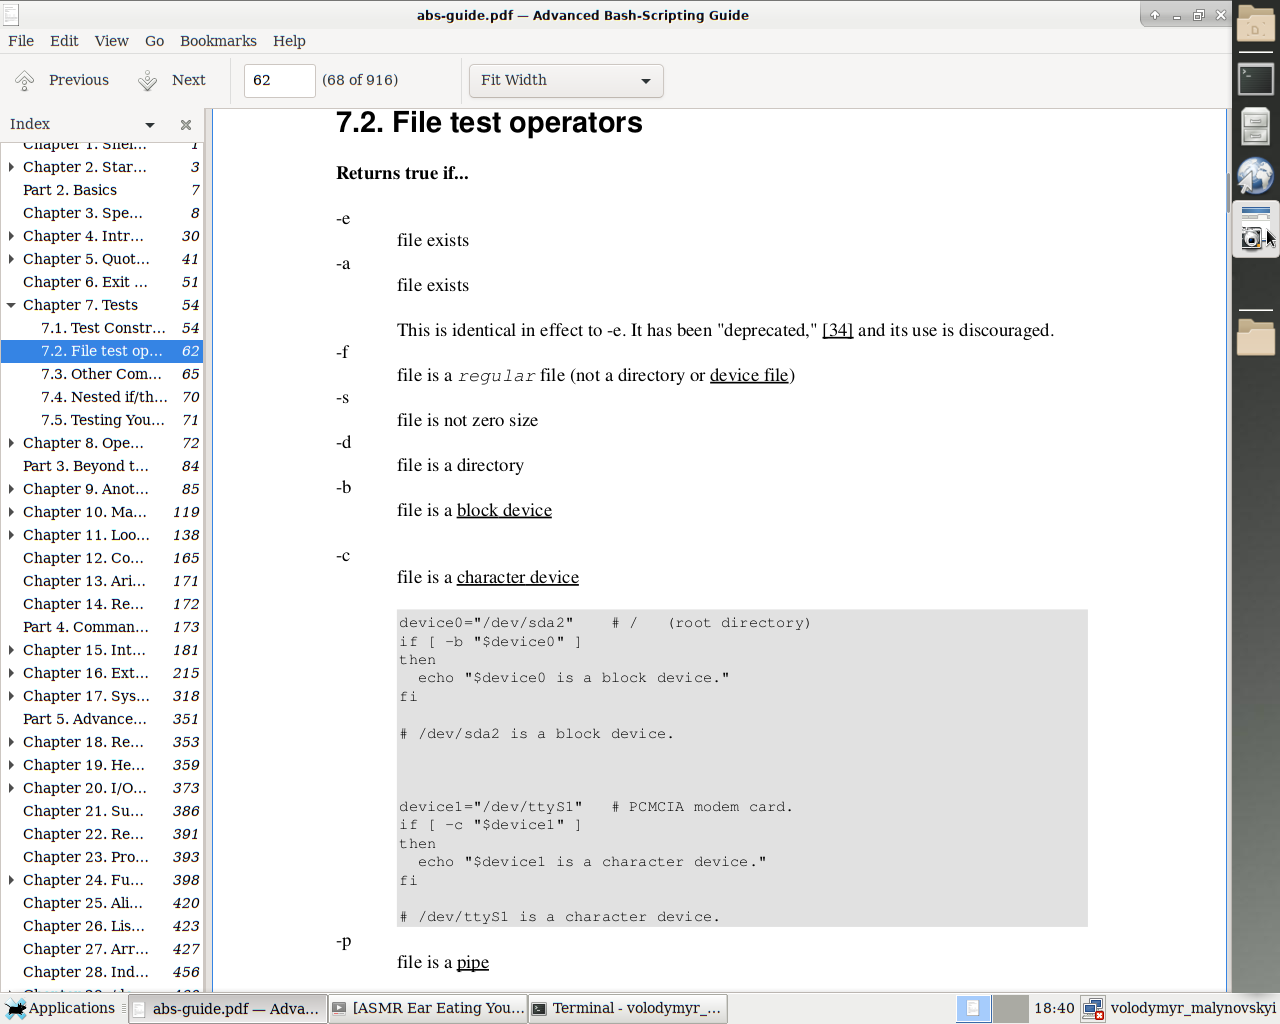 abs-guide.pdf — Advanced Bash-Scripting Guide
File Edit View Go Bookmarks Help
Previous Next 62 (68 of 916) Fit Width
Index
Chapter 1. Shel... 1
Chapter 2. Star... 3
Part 2. Basics 7
Chapter 3. Spe... 8
Chapter 4. Intr... 30
Chapter 5. Quot... 41
Chapter 6. Exit ... 51
Chapter 7. Tests 54
7.1. Test Constr... 54
7.2. File test op... 62
7.3. Other Com... 65
7.4. Nested if/th... 70
7.5. Testing You... 71
Chapter 8. Ope... 72
Part 3. Beyond t... 84
Chapter 9. Anot... 85
Chapter 10. Ma... 119
Chapter 11. Loo... 138
Chapter 12. Co... 165
Chapter 13. Ari... 171
Chapter 14. Re... 172
Part 4. Comman... 173
Chapter 15. Int... 181
Chapter 16. Ext... 215
Chapter 17. Sys... 318
Part 5. Advance... 351
Chapter 18. Re... 353
Chapter 19. He... 359
Chapter 20. I/O... 373
Chapter 21. Su... 386
Chapter 22. Re... 391
Chapter 23. Pro... 393
Chapter 24. Fu... 398
Chapter 25. Ali... 420
Chapter 26. Lis... 423
Chapter 27. Arr... 427
Chapter 28. Ind... 456
7.2. File test operators
Returns true if...
-e
file exists
-a
file exists
This is identical in effect to -e. It has been "deprecated," [34] and its use is discouraged.
-f
file is a regular file (not a directory or device file)
-s
file is not zero size
-d
file is a directory
-b
file is a block device
-c
file is a character device
device0="/dev/sda2"    # /   (root directory)
if [ -b "$device0" ]
then
  echo "$device0 is a block device."
fi
# /dev/sda2 is a block device.
device1="/dev/ttyS1"   # PCMCIA modem card.
if [ -c "$device1" ]
then
  echo "$device1 is a character device."
fi
# /dev/ttyS1 is a character device.
-p
file is a pipe
Applications abs-guide.pdf — Adva... [ASMR Ear Eating You... Terminal - volodymyr_... 18:40 volodymyr_malynovskyi